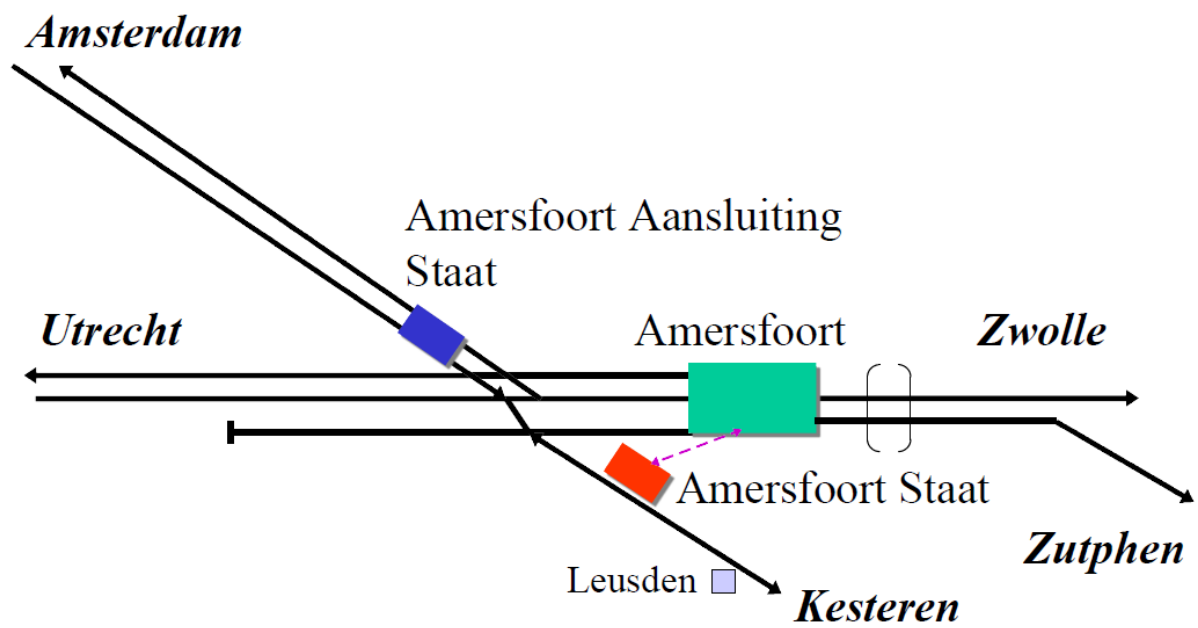 Amsterdam
Amersfoort Aansluiting
Staat
Utrecht
Amersfoort
Zwolle
Amersfoort Staat
Zutphen
Leusden
Kesteren